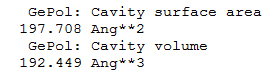 GePol: Cavity surface area
197.708 Ang**2
GePol: Cavity volume
192.449 Ang**3